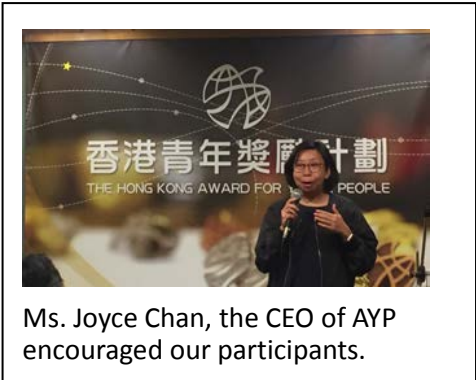 香港青年獎勵計劃
THE HONG KONG AWARD FOR PEOPLE
Ms. Joyce Chan, the CEO of AYP
encouraged our participants.